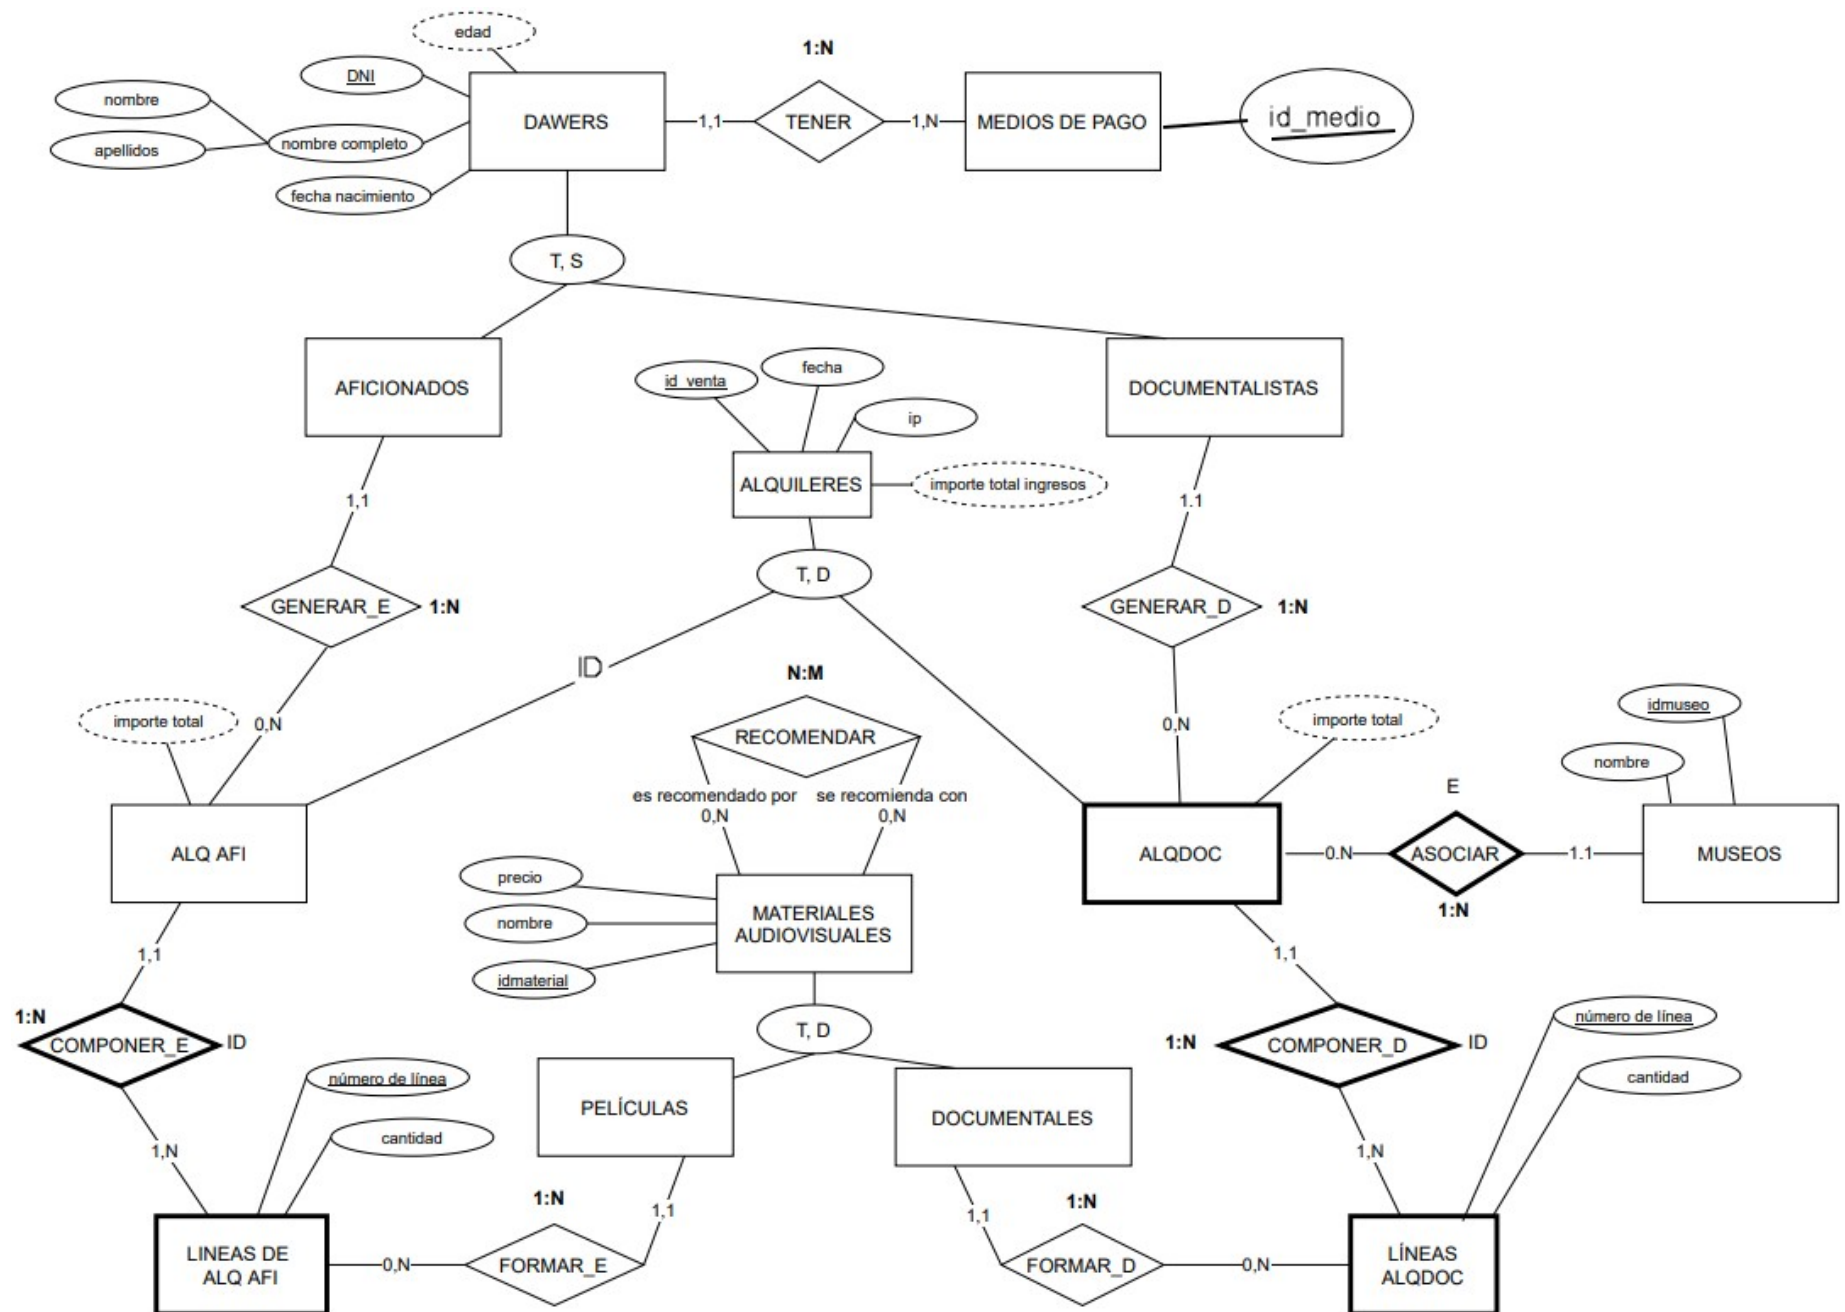 edad
1:N
DNI
nombre
DAWERS
1,1
TENER
1,N
MEDIOS DE PAGO
id_medio
apellidos
nombre completo
fecha nacimiento
T, S
AFICIONADOS
id_venta
fecha
ip
DOCUMENTALISTAS
ALQUILERES
importe total ingresos
1,1
1.1
T, D
GENERAR_E
1:N
GENERAR_D
1:N
ID
N:M
importe total
0,N
RECOMENDAR
0,N
importe total
idmuseo
nombre
es recomendado por
0,N
se recomienda con
0,N
E
ALQ AFI
ALQDOC
0.N
ASOCIAR
1.1
MUSEOS
1:N
precio
nombre
idmaterial
MATERIALES
AUDIOVISUALES
1,1
1,1
1:N
COMPONER_E
ID
T, D
1:N
COMPONER_D
ID
número de línea
número de línea
cantidad
cantidad
PELÍCULAS
DOCUMENTALES
1,N
1,N
1:N
1,1
1:N
1,1
LINEAS DE
ALQ AFI
0,N
FORMAR_E
FORMAR_D
0,N
LÍNEAS
ALQDOC